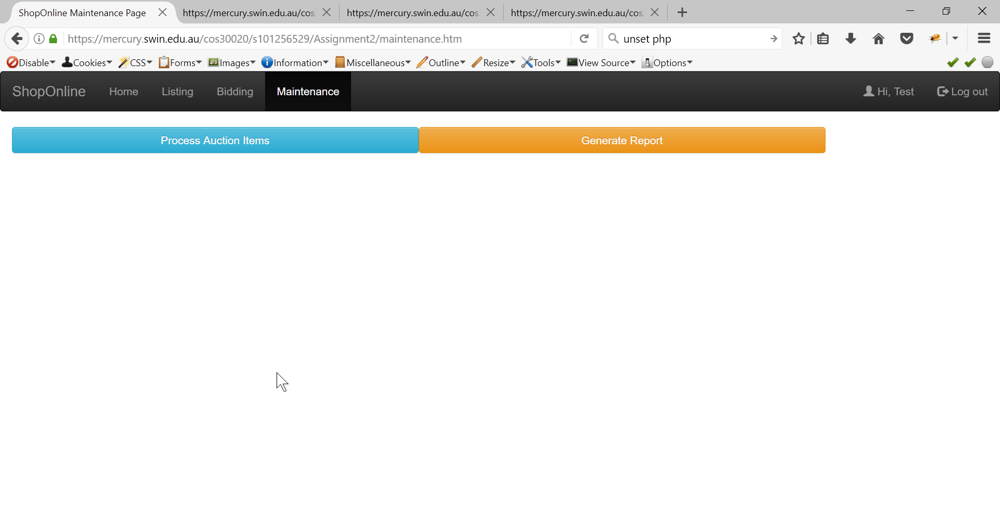 ShopOnline Maintenance Page https://mercury.swin.edu.au/cos https://mercury.swin.edu.au/cos https://mercury.swin.edu.au/cos
https://mercury.swin.edu.au/cos30020/s101256529/Assignment2/maintenance.htm unset php
Disable Cookies CSS Forms Images Information Miscellaneous Outline Resize Tools View Source Options
ShopOnline Home Listing Bidding Maintenance Hi, Test Log out
Process Auction Items Generate Report